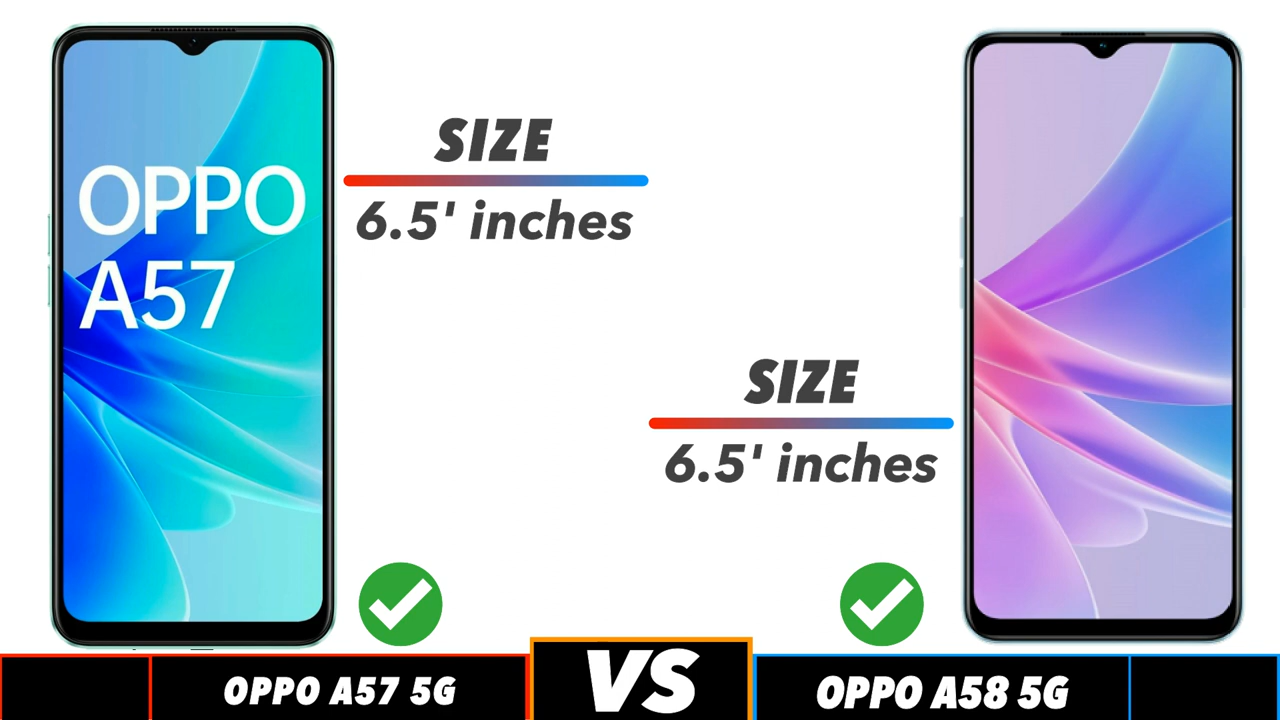 OPPO
A57
SIZE
6.5' inches
SIZE
6.5' inches
OPPO A57 5G
VS
OPPO A58 5G